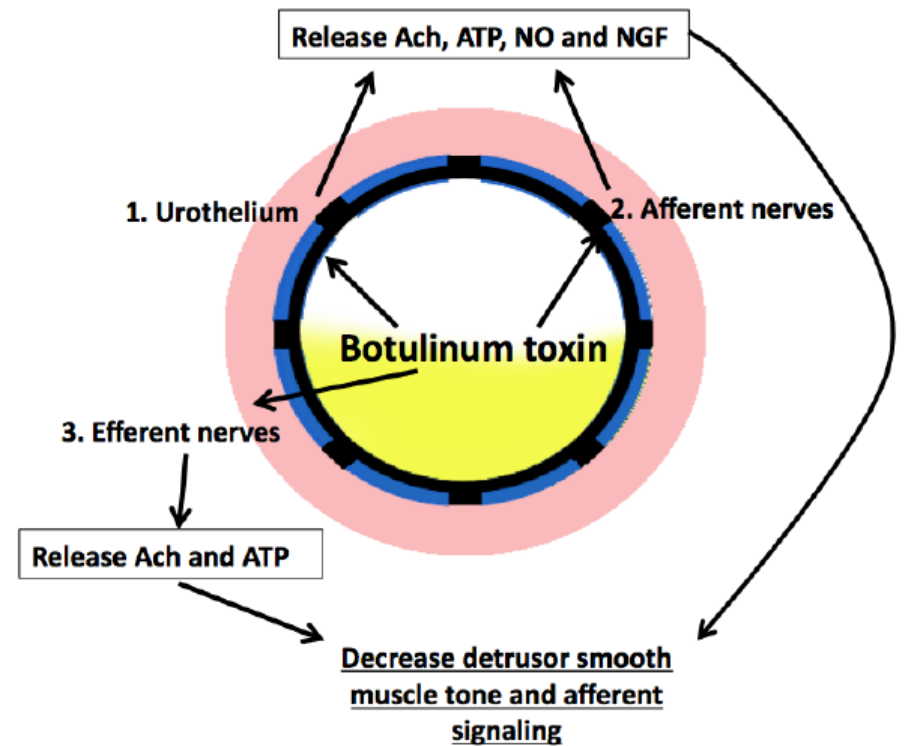 Release Ach, ATP, NO and NGF
1. Urothelium
2. Afferent nerves
Botulinum toxin
3. Efferent nerves
Release Ach and ATP
Decrease detrusor smooth
muscle tone and afferent
signaling